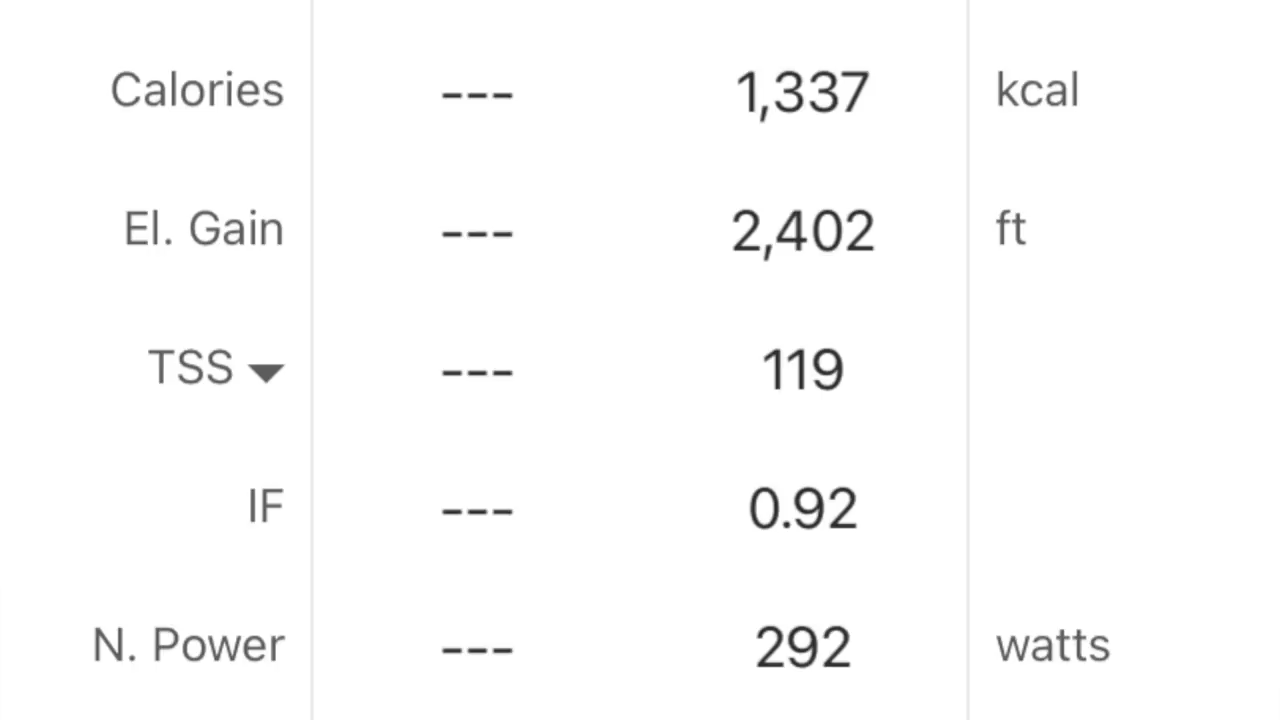 Calories --- 1,337 kcal
El. Gain --- 2,402 ft
TSS --- 119
IF --- 0.92
N. Power --- 292 watts